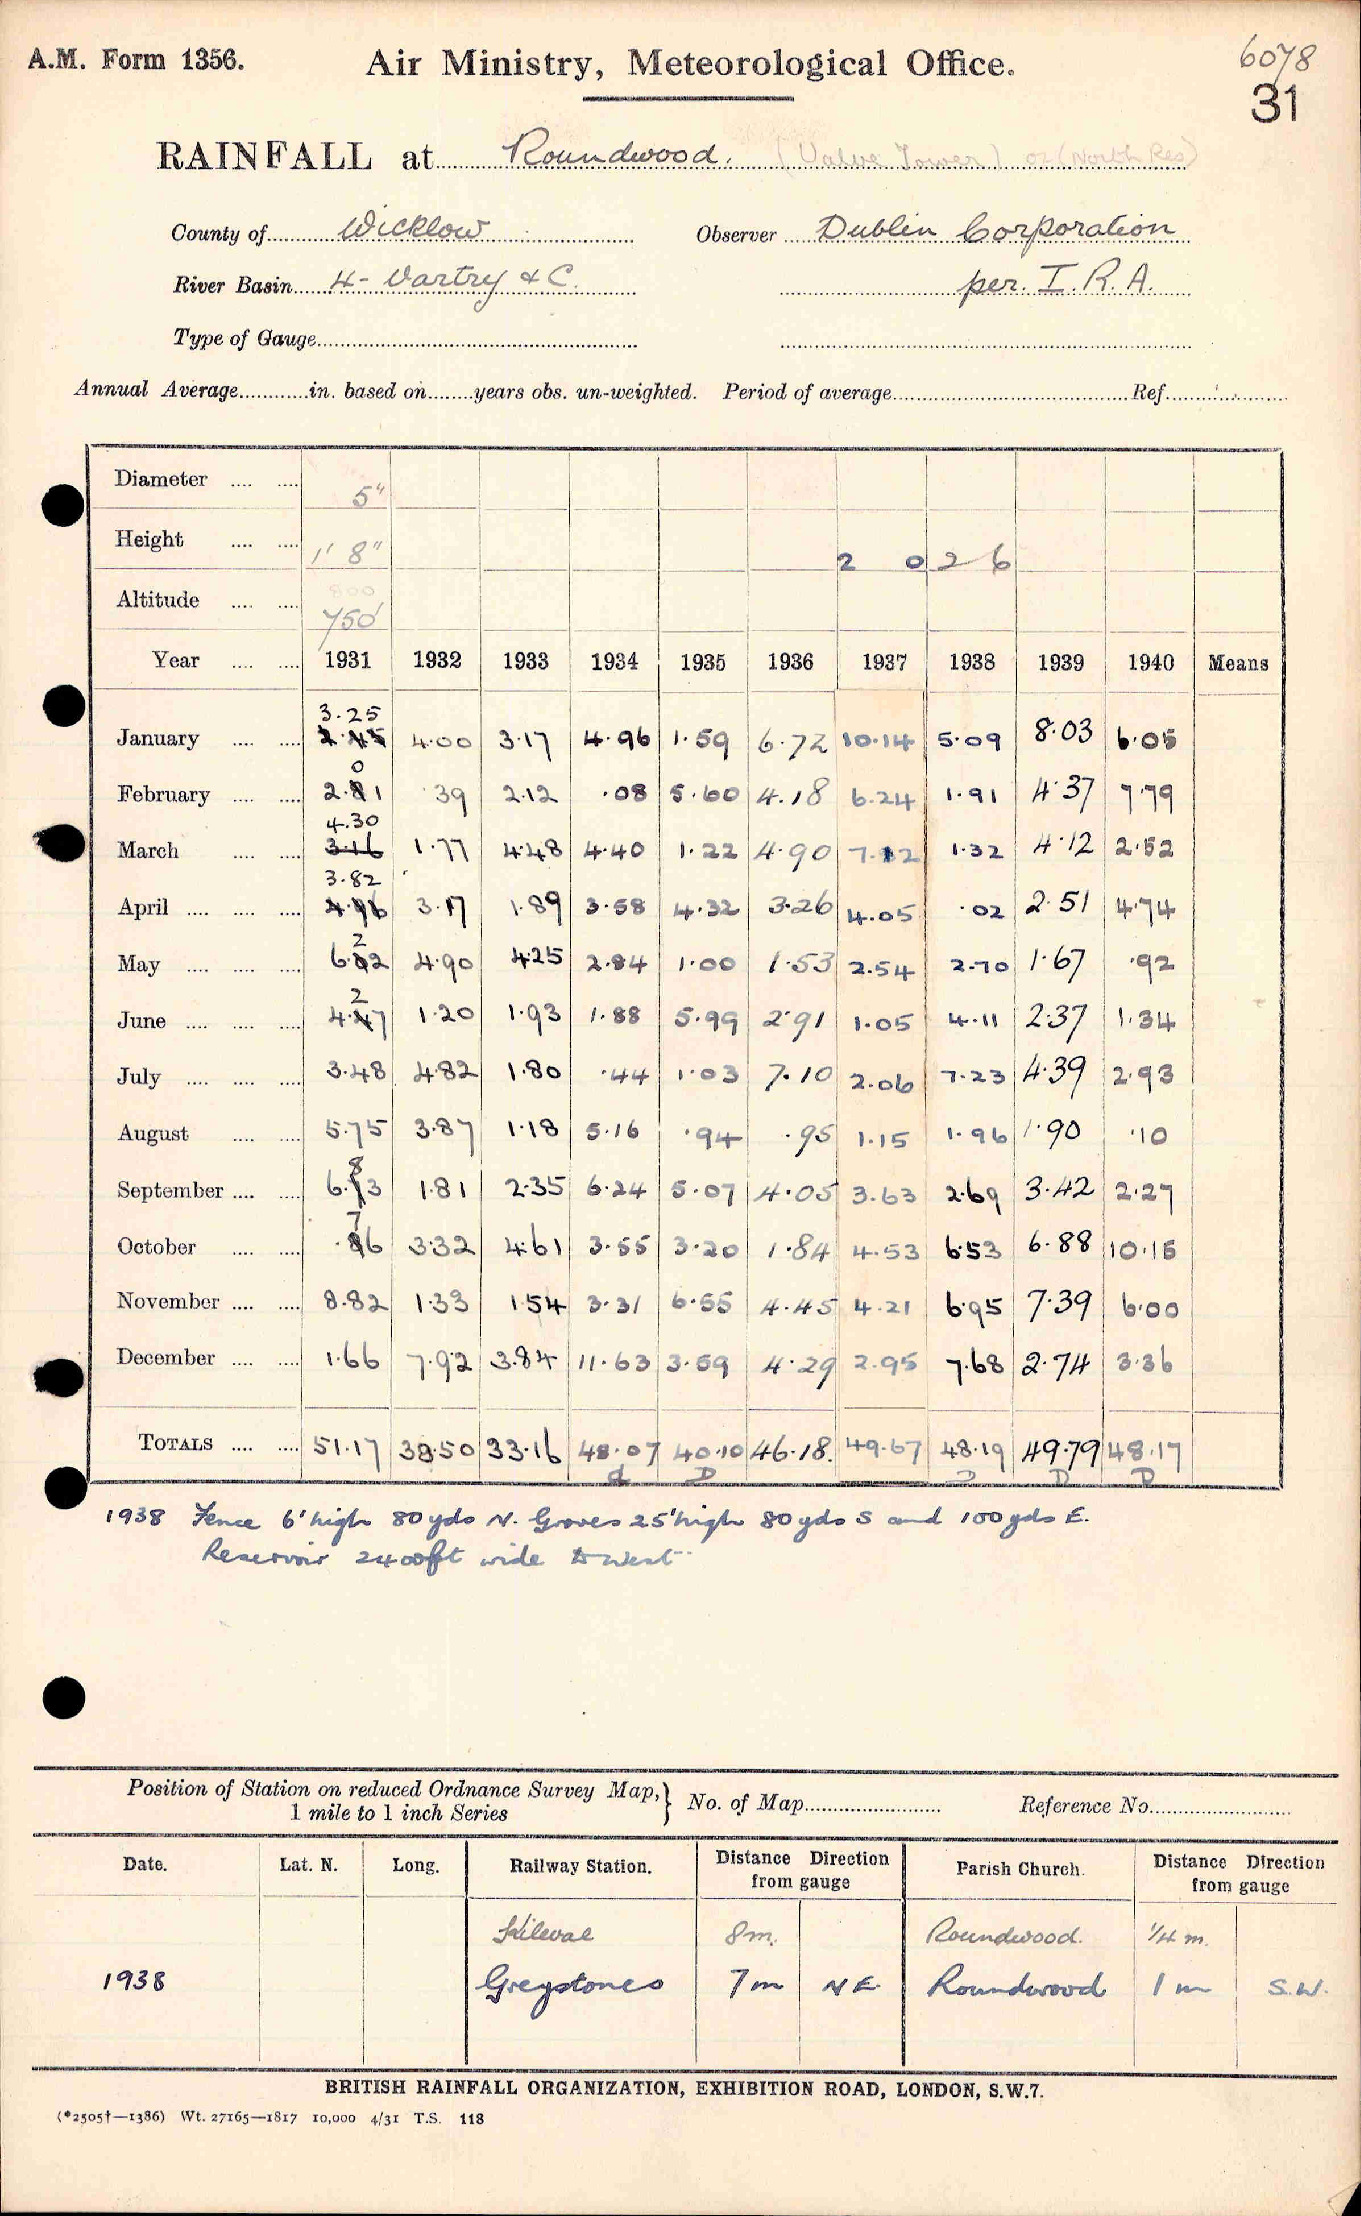 A.M. Form 1356.
Air Ministry, Meteorological Office.
6078
31
RAINFALL at Roundwood. (Valve Tower) or (North Res)
County of Wicklow Observer Dublin Corporation
River Basin 4- Vartry & C. per. I.R.A.
Type of Gauge
Annual Average in. based on years obs. un-weighted. Period of average Ref.
Diameter 5"
Height 1' 8" 2 0 2 6
Altitude 800
750'
Year 1931 1932 1933 1934 1935 1936 1937 1938 1939 1940 Means
3.25
January 4.00 3.17 4.96 1.59 6.72 10.14 5.09 8.03 6.05
0
February 2.81 .39 2.12 .08 5.60 4.18 6.24 1.91 4.37 7.79
4.30
March 3.16 1.77 4.48 4.40 1.22 4.90 7.12 1.32 4.12 2.52
3.82
April 4.96 3.17 1.89 3.58 4.32 3.26 4.05 .02 2.51 4.74
2
May 6.02 4.90 4.25 2.84 1.00 1.53 2.54 2.70 1.67 .92
2
June 4.47 1.20 1.93 1.88 5.99 2.91 1.05 4.11 2.37 1.34
July 3.48 4.82 1.80 .44 1.03 7.10 2.06 7.23 4.39 2.93
August 5.75 3.87 1.18 5.16 .94 .95 1.15 1.96 1.90 .10
8
September 6.13 1.81 2.35 6.24 5.07 4.05 3.63 2.69 3.42 2.27
7
October .86 3.32 4.61 3.55 3.20 1.84 4.53 6.53 6.88 10.15
November 8.82 1.33 1.54 3.31 6.55 4.45 4.21 6.95 7.39 6.00
December 1.66 7.92 3.84 11.63 3.59 4.29 2.95 7.68 2.74 3.36
TOTALS 51.17 38.50 33.16 48.07 40.10 46.18. 49.67 48.19 49.79 48.17
D D D D
1938 Fence 6' high 80 yds N. Groves 25' high 80 yds S and 100 yds E.
Reservoir 2400ft wide to West
Position of Station on reduced Ordnance Survey Map,
1 mile to 1 inch Series } No. of Map Reference No.
Date. Lat. N. Long. Railway Station. Distance Direction from gauge Parish Church. Distance Direction from gauge
Kilcoal 8m. Roundwood. 1/4 m.
1938 Greystones 7m NE Roundwood 1 m S.W.
BRITISH RAINFALL ORGANIZATION, EXHIBITION ROAD, LONDON, S.W.7.
(*2505†—1386) Wt. 27165—1817 10,000 4/31 T.S. 118